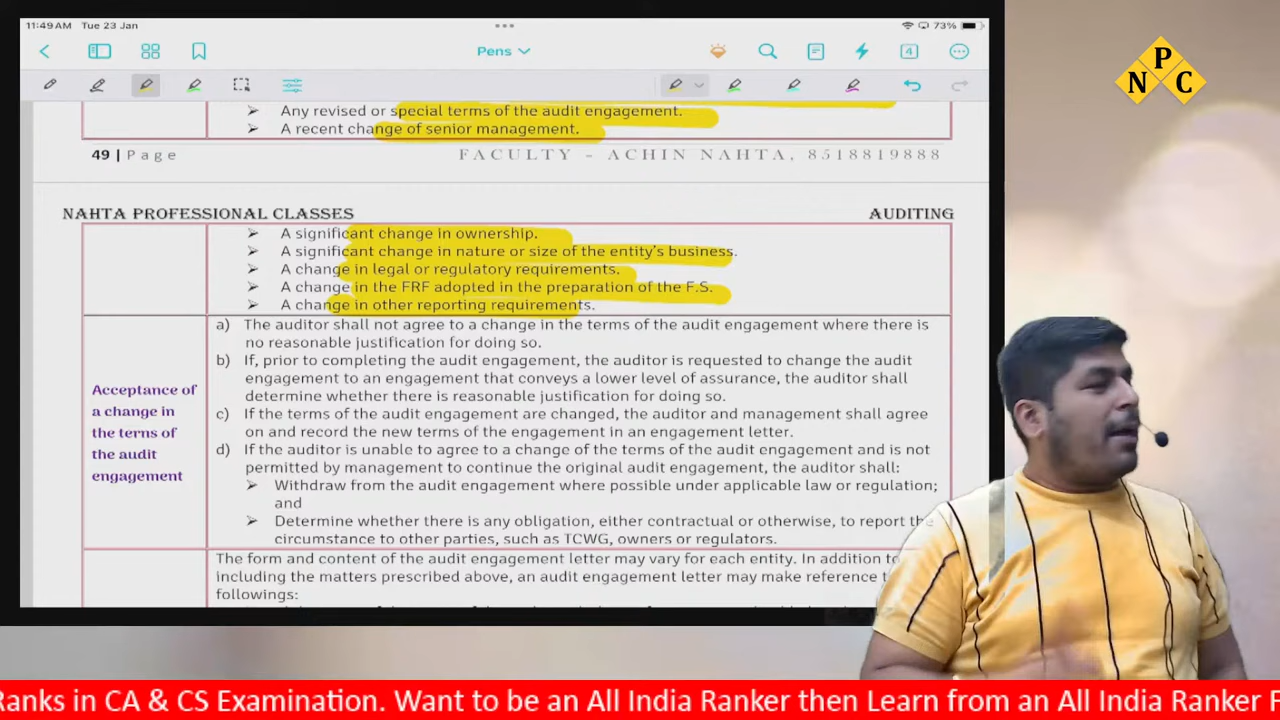 11:49 AM Tue 23 Jan
73%
Pens
4
N P C
Any revised or special terms of the audit engagement.
A recent change of senior management.
49 | Page
FACULTY - ACHIN NAHTA, 8518819888
NAHTA PROFESSIONAL CLASSES
AUDITING
A significant change in ownership.
A significant change in nature or size of the entity's business.
A change in legal or regulatory requirements.
A change in the FRF adopted in the preparation of the F.S.
A change in other reporting requirements.
Acceptance of
a change in
the terns of
the audit
engagement
a) The auditor shall not agree to a change in the terms of the audit engagement where there is
no reasonable justification for doing so.
b) If, prior to completing the audit engagement, the auditor is requested to change the audit
engagement to an engagement that conveys a lower level of assurance, the auditor shall
determine whether there is reasonable justification for doing so.
c) If the terms of the audit engagement are changed, the auditor and management shall agree
on and record the new terms of the engagement in an engagement letter.
d) If the auditor is unable to agree to a change of the terms of the audit engagement and is not
permitted by management to continue the original audit engagement, the auditor shall:
Withdraw from the audit engagement where possible under applicable law or regulation;
and
Determine whether there is any obligation, either contractual or otherwise, to report the
circumstance to other parties, such as TCWG, owners or regulators.
The form and content of the audit engagement letter may vary for each entity. In addition to
including the matters prescribed above, an audit engagement letter may make reference
followings:
Ranks in CA & CS Examination. Want to be an All India Ranker then Learn from an All India Ranker F